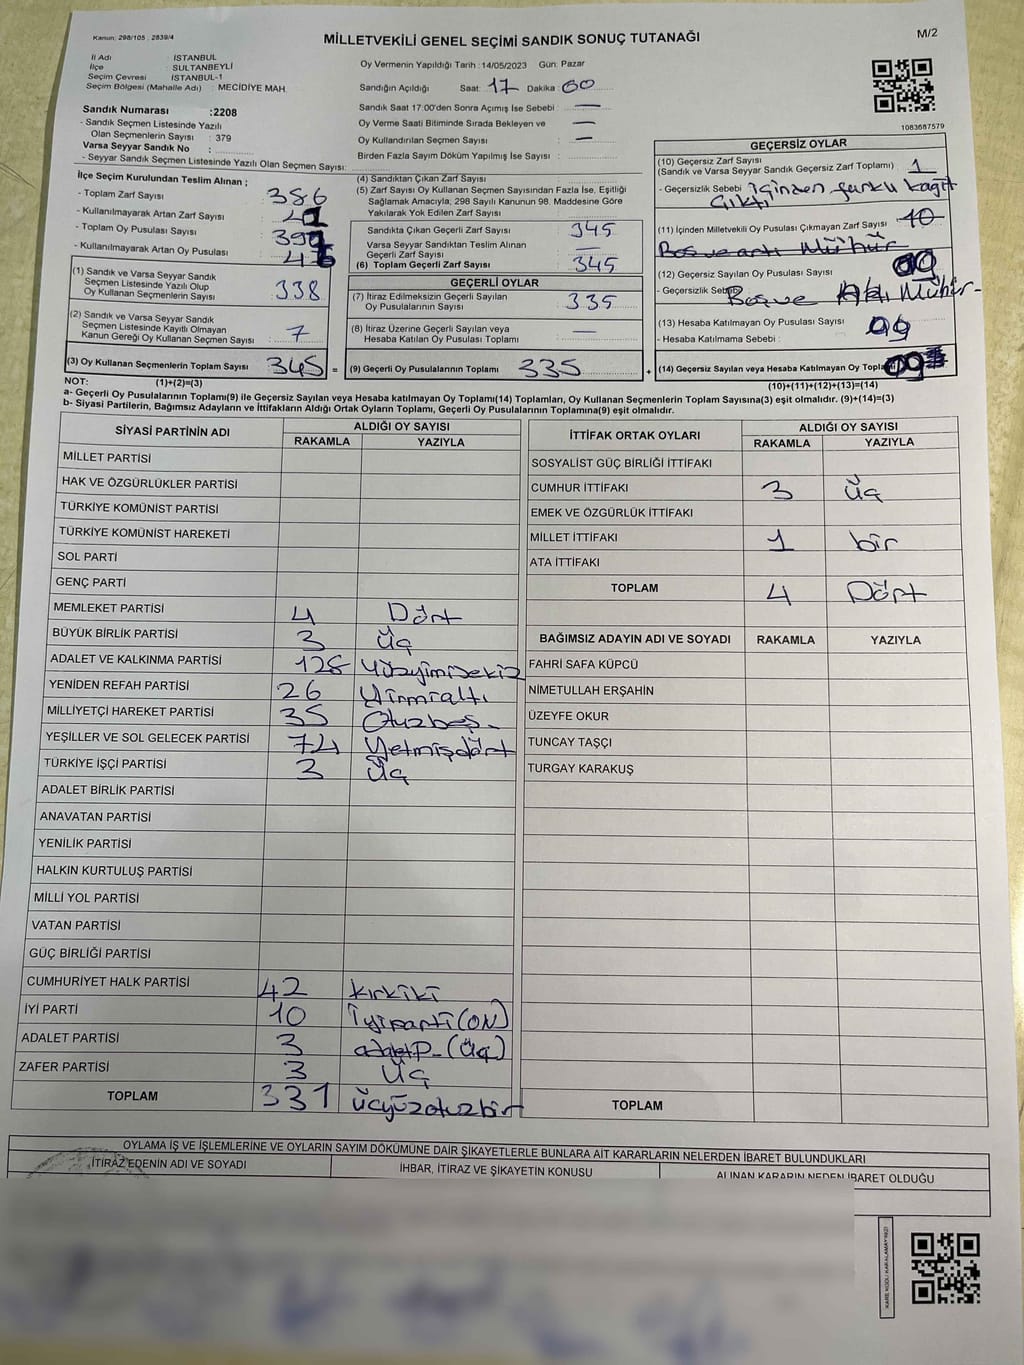 Kanun: 298/105 , 2839/4
MİLLETVEKİLİ GENEL SEÇİMİ SANDIK SONUÇ TUTANAĞI
M/2
İl Adı : İSTANBUL
İlçe : SULTANBEYLİ
Seçim Çevresi : İSTANBUL-1
Seçim Bölgesi (Mahalle Adı) : MECİDİYE MAH.
Sandık Numarası :2208
- Sandık Seçmen Listesinde Yazılı
Olan Seçmenlerin Sayısı : 379
Varsa Seyyar Sandık No :
- Seyyar Sandık Seçmen Listesinde Yazılı Olan Seçmen Sayısı:
Oy Vermenin Yapıldığı Tarih : 14/05/2023 Gün: Pazar
Sandığın Açıldığı Saat: 17 Dakika: 00
Sandık Saat 17:00'den Sonra Açılmış İse Sebebi : —
Oy Verme Saati Bitiminde Sırada Bekleyen ve —
Oy Kullandırılan Seçmen Sayısı : —
Birden Fazla Sayım Döküm Yapılmış İse Sayısı :
1083687579
İlçe Seçim Kurulundan Teslim Alınan ;
- Toplam Zarf Sayısı : 386
- Kullanılmayarak Artan Zarf Sayısı :
- Toplam Oy Pusulası Sayısı :
- Kullanılmayarak Artan Oy Pusulası :
(1) Sandık ve Varsa Seyyar Sandık
Seçmen Listesinde Yazılı Olup
Oy Kullanan Seçmenlerin Sayısı : 338
(2) Sandık ve Varsa Seyyar Sandık
Seçmen Listesinde Kayıtlı Olmayan
Kanun Gereği Oy Kullanan Seçmen Sayısı : 7
(3) Oy Kullanan Seçmenlerin Toplam Sayısı : 345 =
(4) Sandıktan Çıkan Zarf Sayısı :
(5) Zarf Sayısı Oy Kullanan Seçmen Sayısından Fazla İse, Eşitliği
Sağlamak Amacıyla, 298 Sayılı Kanunun 98. Maddesine Göre
Yakılarak Yok Edilen Zarf Sayısı :
Sandıkta Çıkan Geçerli Zarf Sayısı : 345
Varsa Seyyar Sandıktan Teslim Alınan
Geçerli Zarf Sayısı : —
(6) Toplam Geçerli Zarf Sayısı : 345
GEÇERLİ OYLAR
(7) İtiraz Edilmeksizin Geçerli Sayılan
Oy Pusulalarının Sayısı : 335
(8) İtiraz Üzerine Geçerli Sayılan veya
Hesaba Katılan Oy Pusulası Toplamı : —
(9) Geçerli Oy Pusulalarının Toplamı : 335 +
GEÇERSİZ OYLAR
(10) Geçersiz Zarf Sayısı
(Sandık ve Varsa Seyyar Sandık Geçersiz Zarf Toplamı) : 1
- Geçersizlik Sebebi : İçinden farklı kağıt
Çıktı
(11) İçinden Milletvekili Oy Pusulası Çıkmayan Zarf Sayısı : 10
(12) Geçersiz Sayılan Oy Pusulası Sayısı :
- Geçersizlik Sebebi : Boş ve Mühür-
(13) Hesaba Katılmayan Oy Pusulası Sayısı :
- Hesaba Katılmama Sebebi :
(14) Geçersiz Sayılan veya Hesaba Katılmayan Oy
NOT: (1)+(2)=(3)
(10)+(11)+(12)+(13)=(14)
a- Geçerli Oy Pusulalarının Toplamı(9) ile Geçersiz Sayılan veya Hesaba katılmayan Oy Toplamı(14) Toplamları, Oy Kullanan Seçmenlerin Toplam Sayısına(3) eşit olmalıdır. (9)+(14)=(3)
b- Siyasi Partilerin, Bağımsız Adayların ve İttifakların Aldığı Ortak Oyların Toplamı, Geçerli Oy Pusulalarının Toplamına(9) eşit olmalıdır.
SİYASİ PARTİNİN ADI ALDIĞI OY SAYISI
RAKAMLA YAZIYLA
MİLLET PARTİSİ
HAK VE ÖZGÜRLÜKLER PARTİSİ
TÜRKİYE KOMÜNİST PARTİSİ
TÜRKİYE KOMÜNİST HAREKETİ
SOL PARTİ
GENÇ PARTİ
MEMLEKET PARTİSİ 4 Dört
BÜYÜK BİRLİK PARTİSİ 3 Üç
ADALET VE KALKINMA PARTİSİ 128
YENİDEN REFAH PARTİSİ 26 Yirmialtı
MİLLİYETÇİ HAREKET PARTİSİ 35 Otuzbeş
YEŞİLLER VE SOL GELECEK PARTİSİ 74 Yetmişdört
TÜRKİYE İŞÇİ PARTİSİ 3 Üç
ADALET BİRLİK PARTİSİ
ANAVATAN PARTİSİ
YENİLİK PARTİSİ
HALKIN KURTULUŞ PARTİSİ
MİLLİ YOL PARTİSİ
VATAN PARTİSİ
GÜÇ BİRLİĞİ PARTİSİ
CUMHURİYET HALK PARTİSİ 42 kırkiki
İYİ PARTİ 10 İyi parti (ON)
ADALET PARTİSİ 3 adalet P- (Üç)
ZAFER PARTİSİ 3 Üç
TOPLAM 331 Üçyüzotuzbir
İTTİFAK ORTAK OYLARI ALDIĞI OY SAYISI
RAKAMLA YAZIYLA
SOSYALİST GÜÇ BİRLİĞİ İTTİFAKI
CUMHUR İTTİFAKI 3 Üç
EMEK VE ÖZGÜRLÜK İTTİFAKI
MİLLET İTTİFAKI 1 bir
ATA İTTİFAKI
TOPLAM 4 Dört
BAĞIMSIZ ADAYIN ADI VE SOYADI RAKAMLA YAZIYLA
FAHRİ SAFA KÜPCÜ
NİMETULLAH ERŞAHİN
ÜZEYFE OKUR
TUNCAY TAŞÇI
TURGAY KARAKUŞ
TOPLAM
OYLAMA İŞ VE İŞLEMLERİNE VE OYLARIN SAYIM DÖKÜMÜNE DAİR ŞİKAYETLERLE BUNLARA AİT KARARLARIN NELERDEN İBARET BULUNDUKLARI
İTİRAZ EDENİN ADI VE SOYADI İHBAR, İTİRAZ VE ŞİKAYETİN KONUSU ALINAN KARARIN NEDEN İBARET OLDUĞU
KARE KODU KARALAMAYINIZ!